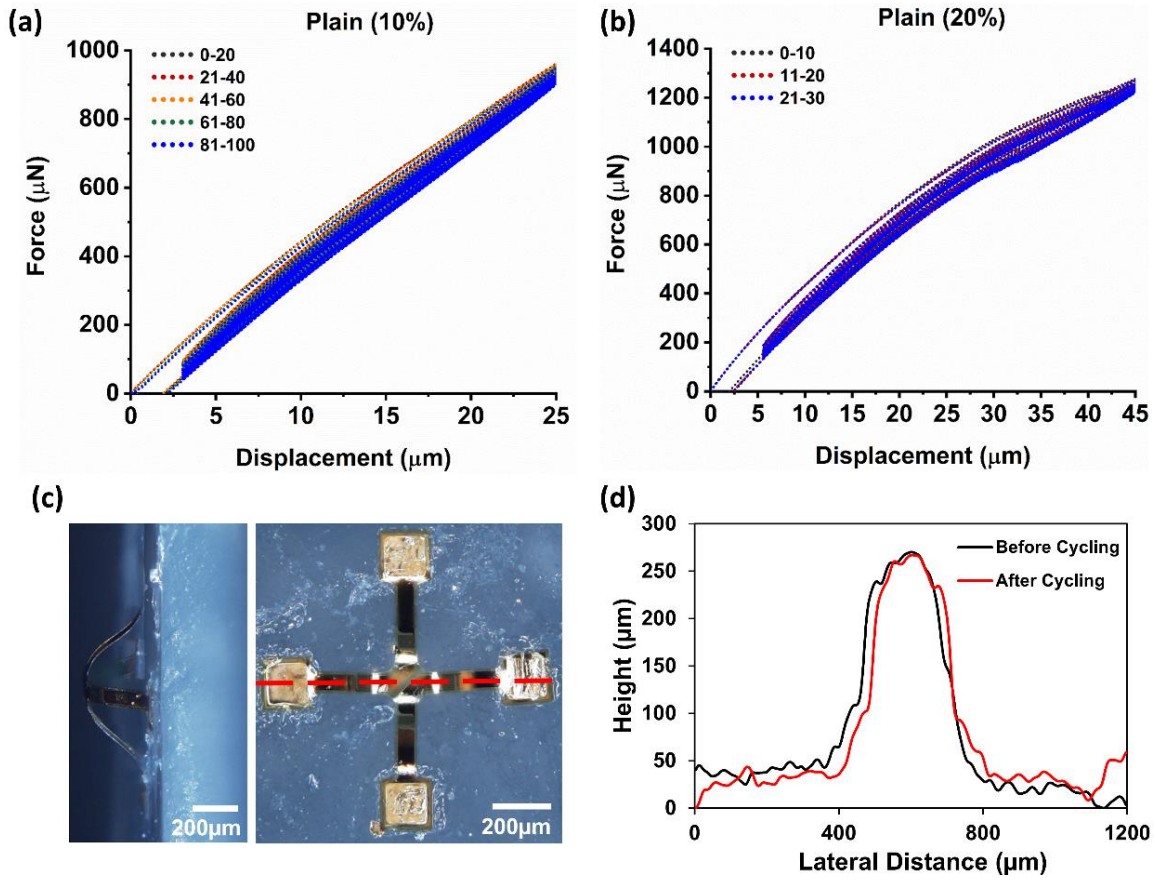 (a)
Plain (10%)
0-20
21-40
41-60
61-80
81-100
1000
800
600
400
200
0
Force (μN)
0 5 10 15 20 25
Displacement (μm)
(b)
Plain (20%)
0-10
11-20
21-30
1400
1200
1000
800
600
400
200
0
Force (μN)
0 5 10 15 20 25 30 35 40 45
Displacement (μm)
(c)
200μm
200μm
(d)
Before Cycling
After Cycling
300
250
200
150
100
50
0
Height (μm)
0 400 800 1200
Lateral Distance (μm)